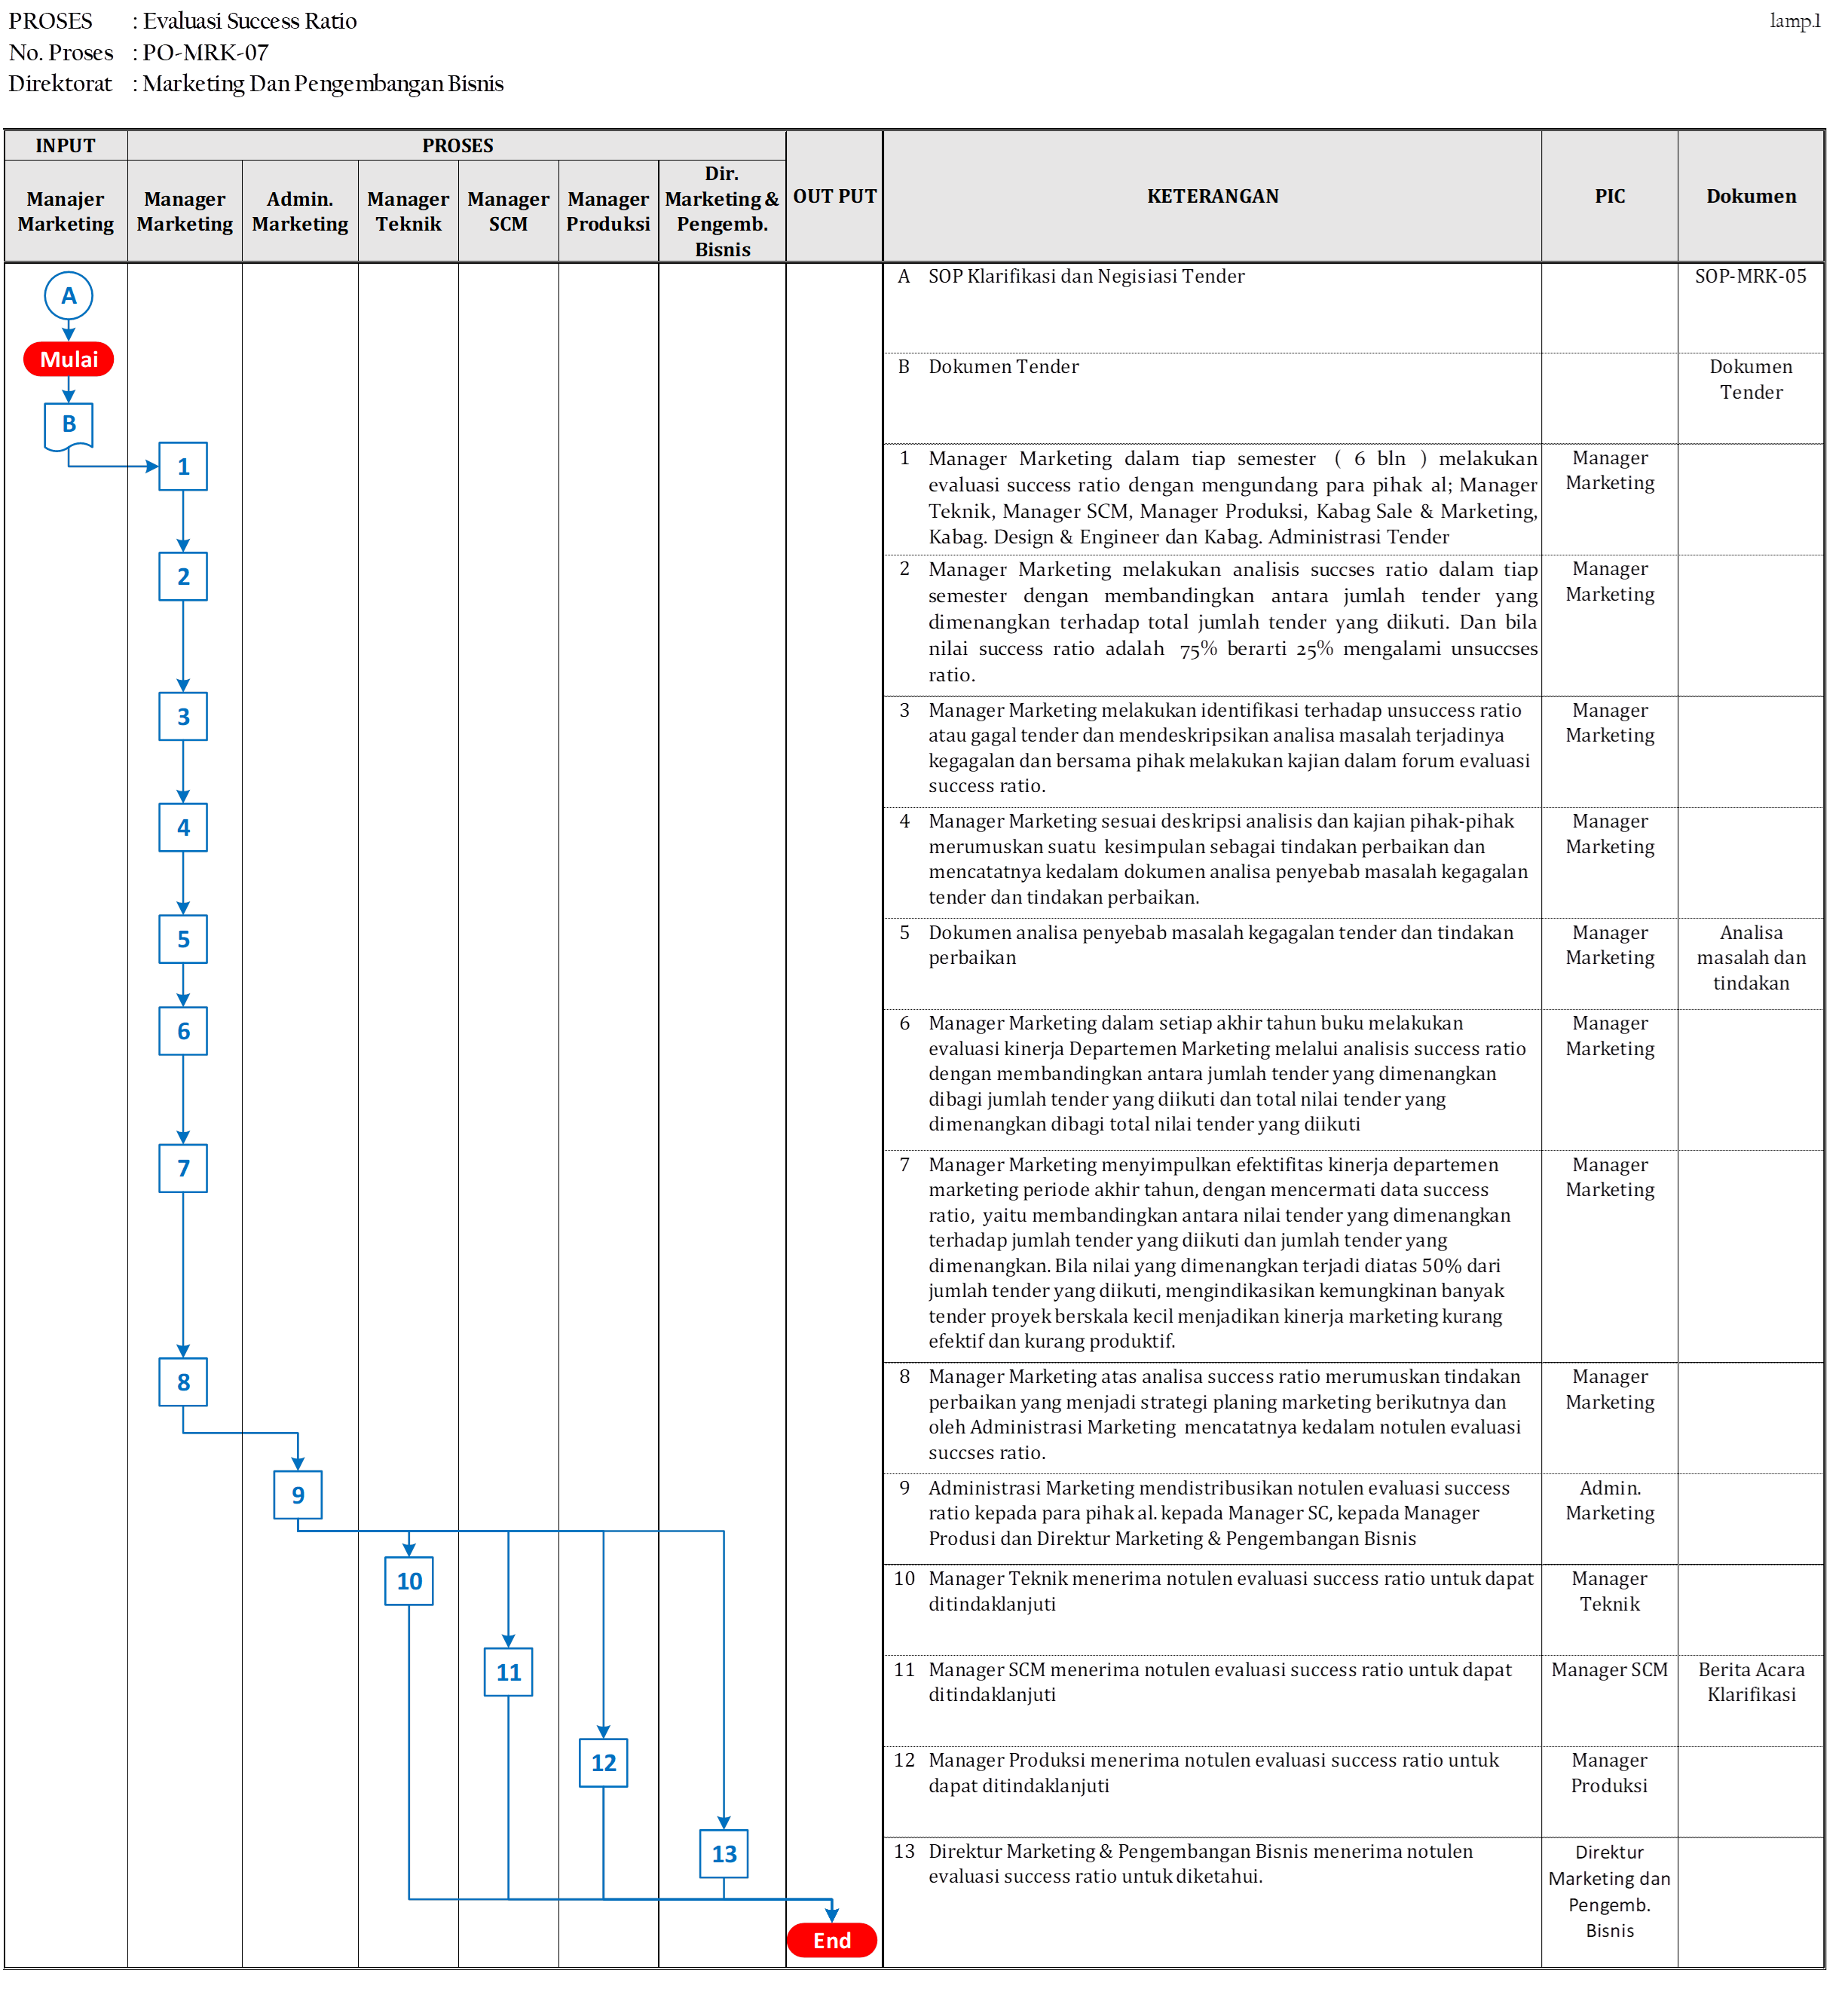 PROSES : Evaluasi Success Ratio
lamp.1
No. Proses : PO-MRK-07
Direktorat : Marketing Dan Pengembangan Bisnis
INPUT
PROSES
OUT PUT
KETERANGAN
PIC
Dokumen
Manajer
Marketing
Manager
Marketing
Admin.
Marketing
Manager
Teknik
Manager
SCM
Manager
Produksi
Dir.
Marketing &
Pengemb.
Bisnis
A
Mulai
B
1
2
3
4
5
6
7
8
9
10
11
12
13
End
A SOP Klarifikasi dan Negisiasi Tender
SOP-MRK-05
B Dokumen Tender
Dokumen
Tender
1 Manager Marketing dalam tiap semester ( 6 bln ) melakukan
evaluasi success ratio dengan mengundang para pihak al; Manager
Teknik, Manager SCM, Manager Produksi, Kabag Sale & Marketing,
Kabag. Design & Engineer dan Kabag. Administrasi Tender
Manager
Marketing
2 Manager Marketing melakukan analisis succses ratio dalam tiap
semester dengan membandingkan antara jumlah tender yang
dimenangkan terhadap total jumlah tender yang diikuti. Dan bila
nilai success ratio adalah 75% berarti 25% mengalami unsuccses
ratio.
Manager
Marketing
3 Manager Marketing melakukan identifikasi terhadap unsuccess ratio
atau gagal tender dan mendeskripsikan analisa masalah terjadinya
kegagalan dan bersama pihak melakukan kajian dalam forum evaluasi
success ratio.
Manager
Marketing
4 Manager Marketing sesuai deskripsi analisis dan kajian pihak-pihak
merumuskan suatu kesimpulan sebagai tindakan perbaikan dan
mencatatnya kedalam dokumen analisa penyebab masalah kegagalan
tender dan tindakan perbaikan.
Manager
Marketing
5 Dokumen analisa penyebab masalah kegagalan tender dan tindakan
perbaikan
Manager
Marketing
Analisa
masalah dan
tindakan
6 Manager Marketing dalam setiap akhir tahun buku melakukan
evaluasi kinerja Departemen Marketing melalui analisis success ratio
dengan membandingkan antara jumlah tender yang dimenangkan
dibagi jumlah tender yang diikuti dan total nilai tender yang
dimenangkan dibagi total nilai tender yang diikuti
Manager
Marketing
7 Manager Marketing menyimpulkan efektifitas kinerja departemen
marketing periode akhir tahun, dengan mencermati data success
ratio, yaitu membandingkan antara nilai tender yang dimenangkan
terhadap jumlah tender yang diikuti dan jumlah tender yang
dimenangkan. Bila nilai yang dimenangkan terjadi diatas 50% dari
jumlah tender yang diikuti, mengindikasikan kemungkinan banyak
tender proyek berskala kecil menjadikan kinerja marketing kurang
efektif dan kurang produktif.
Manager
Marketing
8 Manager Marketing atas analisa success ratio merumuskan tindakan
perbaikan yang menjadi strategi planing marketing berikutnya dan
oleh Administrasi Marketing mencatatnya kedalam notulen evaluasi
succses ratio.
Manager
Marketing
9 Administrasi Marketing mendistribusikan notulen evaluasi success
ratio kepada para pihak al. kepada Manager SC, kepada Manager
Produsi dan Direktur Marketing & Pengembangan Bisnis
Admin.
Marketing
10 Manager Teknik menerima notulen evaluasi success ratio untuk dapat
ditindaklanjuti
Manager
Teknik
11 Manager SCM menerima notulen evaluasi success ratio untuk dapat
ditindaklanjuti
Manager SCM
Berita Acara
Klarifikasi
12 Manager Produksi menerima notulen evaluasi success ratio untuk
dapat ditindaklanjuti
Manager
Produksi
13 Direktur Marketing & Pengembangan Bisnis menerima notulen
evaluasi success ratio untuk diketahui.
Direktur
Marketing dan
Pengemb.
Bisnis